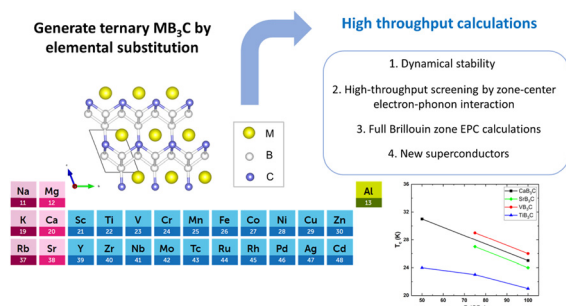 Generate ternary MB₃C by
elemental substitution
High throughput calculations
1. Dynamical stability
2. High-throughput screening by zone-center
electron-phonon interaction
3. Full Brillouin zone EPC calculations
4. New superconductors
M
B
C
Na Mg Al
11 12 13
K Ca Sc Ti V Cr Mn Fe Co Ni Cu Zn
19 20 21 22 23 24 25 26 27 28 29 30
Rb Sr Y Zr Nb Mo Tc Ru Rh Pd Ag Cd
37 38 39 40 41 42 43 44 45 46 47 48
CaB₃C
SrB₃C
VB₃C
TiB₃C
36
32
28
24
20
50 75 100